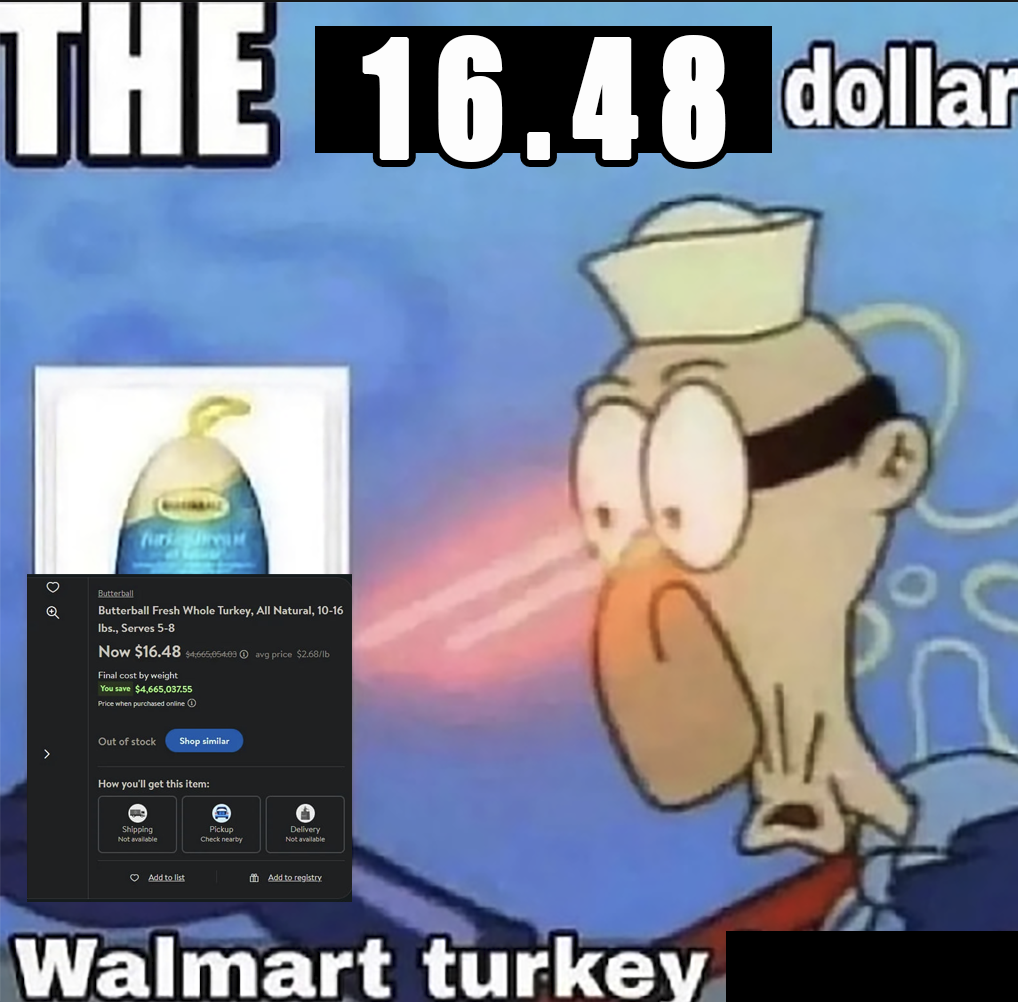 THE 16.48 dollar
BUTTERBALL
Turkey Breast
Butterball
Butterball Fresh Whole Turkey, All Natural, 10-16
lbs., Serves 5-8
Now $16.48 $4,665,054.03 avg price $2.68/lb
Final cost by weight
You save $4,665,037.55
Price when purchased online
Out of stock Shop similar
How you'll get this item:
Shipping Pickup Delivery
Not available Check nearby Not available
Add to list Add to registry
Walmart turkey